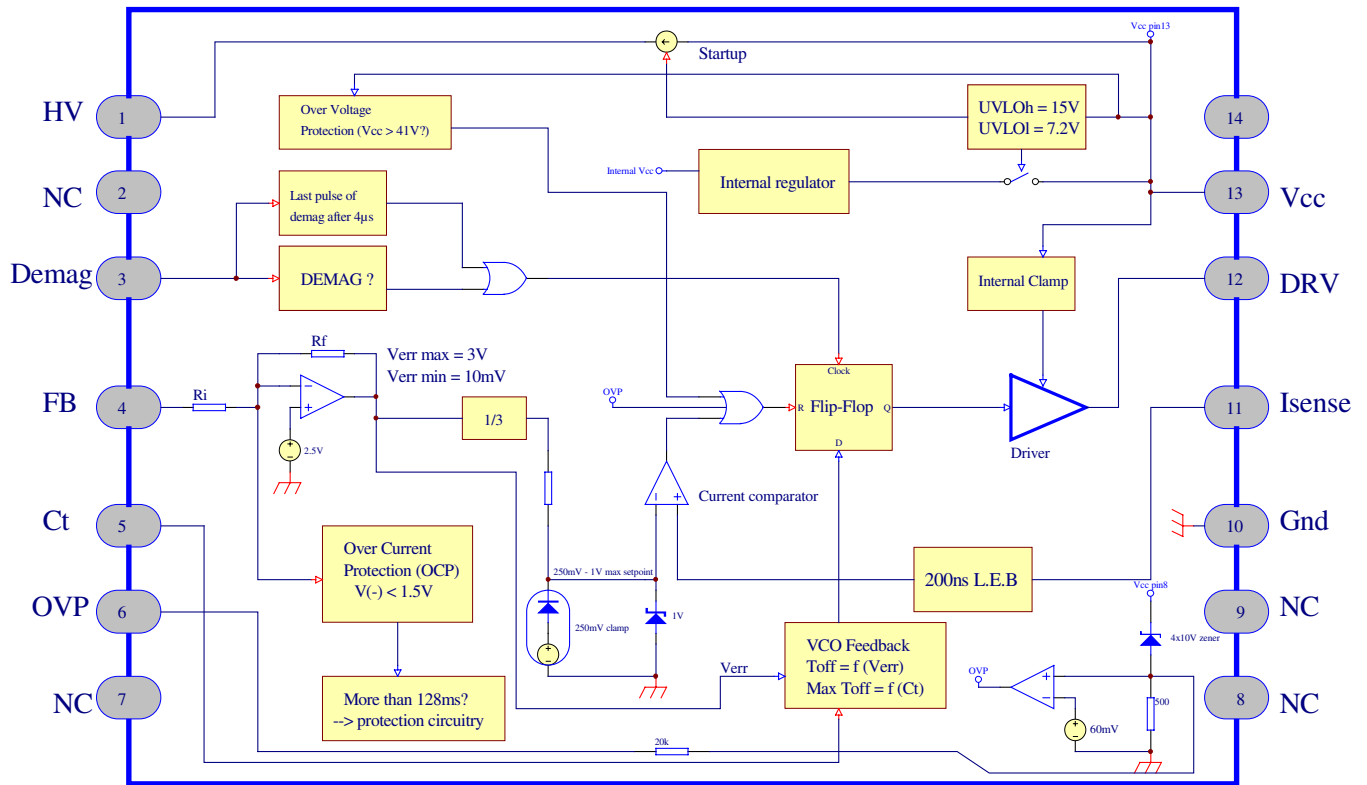 Vcc pin13
Startup
HV
1
Over Voltage
Protection (Vcc > 41V?)
UVLOh = 15V
UVLOl = 7.2V
14
NC
2
Last pulse of
demag after 4µs
Internal Vcc
Internal regulator
13
Vcc
Demag
3
DEMAG ?
Internal Clamp
12
DRV
Rf
Verr max = 3V
Verr min = 10mV
FB
4
Ri
−
+
2.5V
1/3
OVP
Clock
R
Flip-Flop
Q
D
Driver
11
Isense
−
+
Current comparator
Ct
5
10
Gnd
Over Current
Protection (OCP)
V(-) < 1.5V
250mV - 1V max setpoint
200ns L.E.B
Vcc pin8
OVP
6
250mV clamp
1V
VCO Feedback
Toff = f (Verr)
Max Toff = f (Ct)
4x10V zener
9
NC
Verr
OVP
+
−
500
60mV
NC
7
More than 128ms?
--> protection circuitry
8
NC
20k